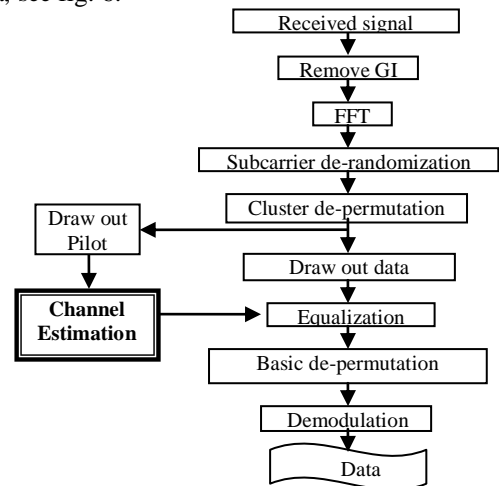 , see fig. 6.
Received signal
Remove GI
FFT
Subcarrier de-randomization
Cluster de-permutation
Draw out
Pilot
Draw out data
Channel
Estimation
Equalization
Basic de-permutation
Demodulation
Data